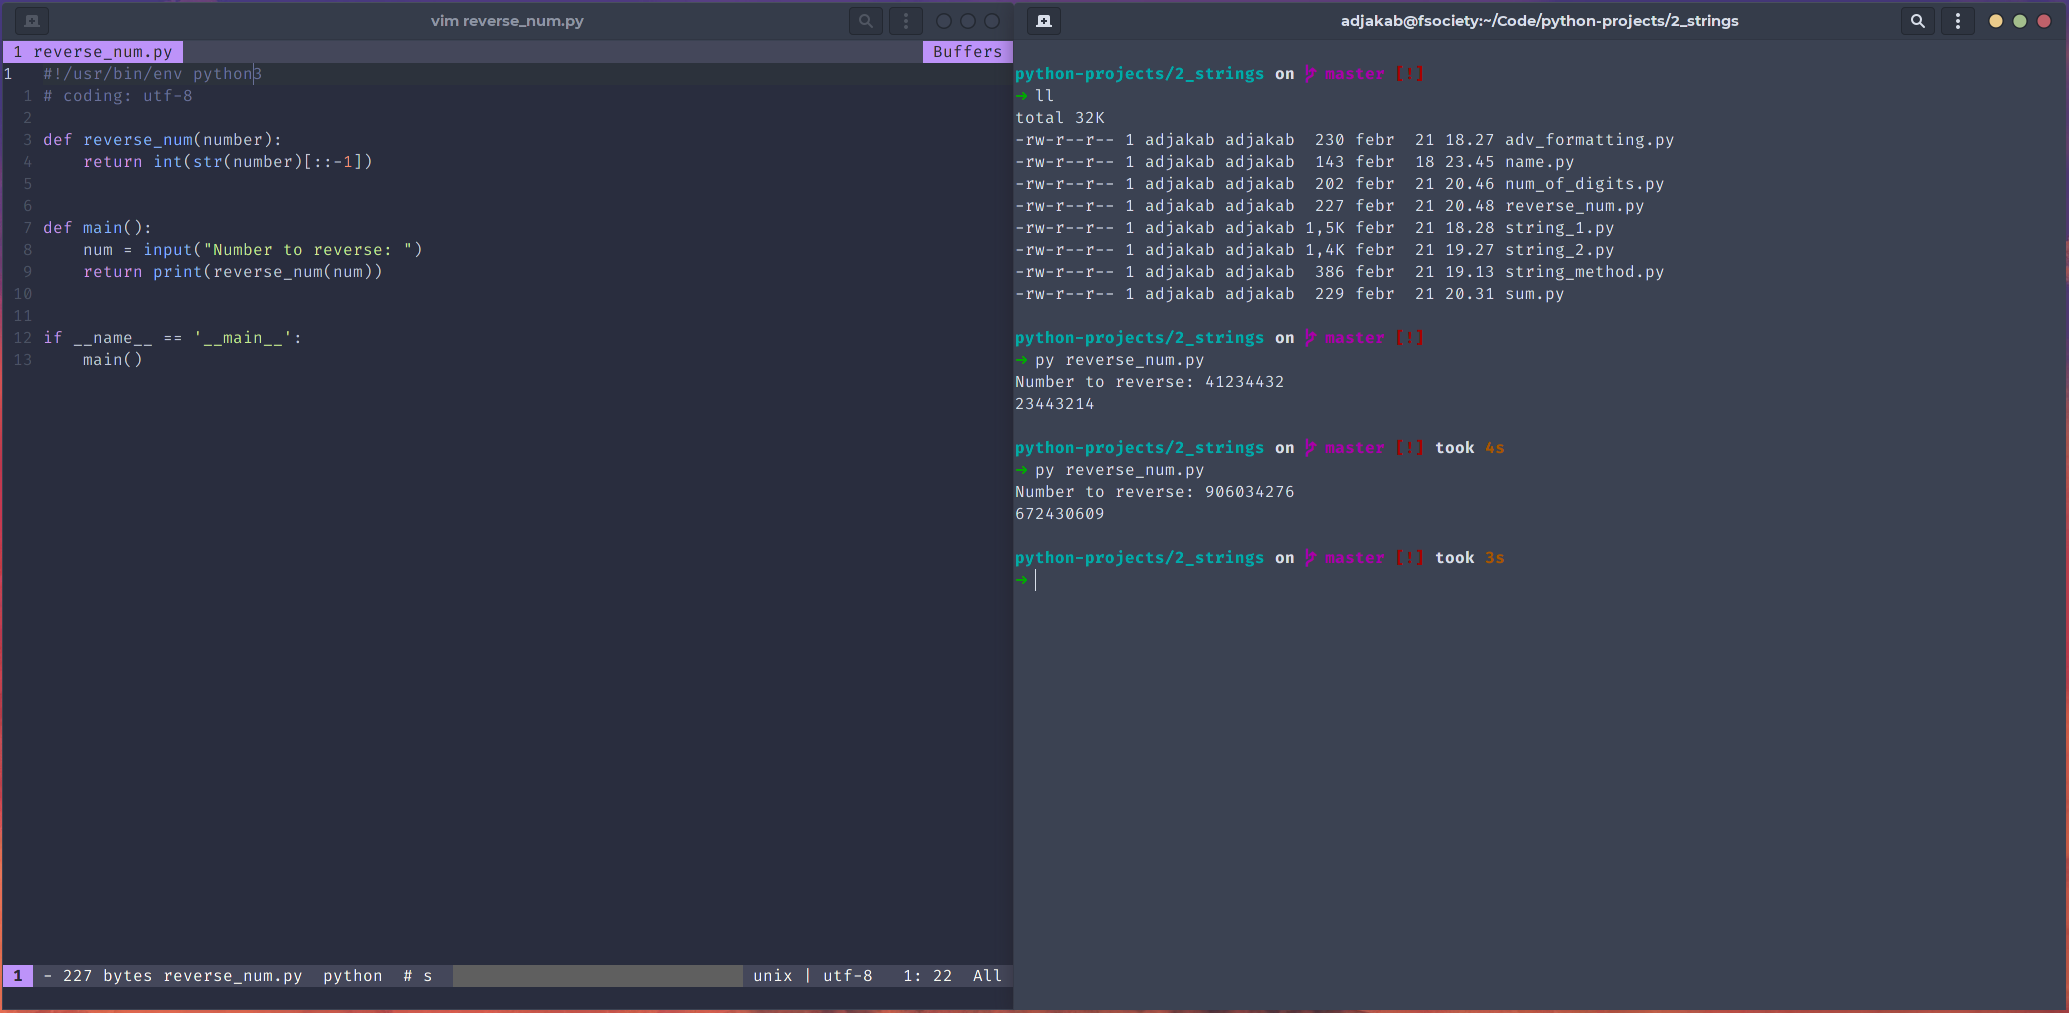 vim reverse_num.py
1 reverse_num.py Buffers
1 #!/usr/bin/env python3
1 # coding: utf-8
2
3 def reverse_num(number):
4     return int(str(number)[::-1])
5
6
7 def main():
8     num = input("Number to reverse: ")
9     return print(reverse_num(num))
10
11
12 if __name__ == '__main__':
13     main()
1 - 227 bytes reverse_num.py python # s unix | utf-8 1: 22 All
adjakab@fsociety:~/Code/python-projects/2_strings
python-projects/2_strings on master [!]
➜ ll
total 32K
-rw-r--r-- 1 adjakab adjakab  230 febr  21 18.27 adv_formatting.py
-rw-r--r-- 1 adjakab adjakab  143 febr  18 23.45 name.py
-rw-r--r-- 1 adjakab adjakab  202 febr  21 20.46 num_of_digits.py
-rw-r--r-- 1 adjakab adjakab  227 febr  21 20.48 reverse_num.py
-rw-r--r-- 1 adjakab adjakab 1,5K febr  21 18.28 string_1.py
-rw-r--r-- 1 adjakab adjakab 1,4K febr  21 19.27 string_2.py
-rw-r--r-- 1 adjakab adjakab  386 febr  21 19.13 string_method.py
-rw-r--r-- 1 adjakab adjakab  229 febr  21 20.31 sum.py
python-projects/2_strings on master [!]
➜ py reverse_num.py
Number to reverse: 41234432
23443214
python-projects/2_strings on master [!] took 4s
➜ py reverse_num.py
Number to reverse: 906034276
672430609
python-projects/2_strings on master [!] took 3s
➜